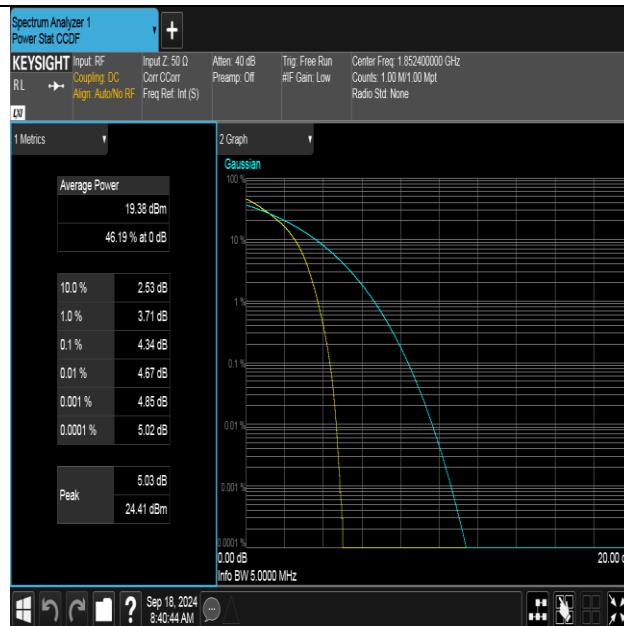 Spectrum Analyzer 1
Power Stat CCDF
+
KEYSIGHT Input: RF Input Z: 50 Ω Atten: 40 dB Trig: Free Run Center Freq: 1.852400000 GHz
RL Coupling: DC Corr CCorr Preamp: Off #IF Gain: Low Counts: 1.00 M/1.00 Mpt
Align: Auto/No RF Freq Ref: Int (S) Radio Std: None
LXI
1 Metrics
Average Power
19.38 dBm
46.19 % at 0 dB
10.0 % 2.53 dB
1.0 % 3.71 dB
0.1 % 4.34 dB
0.01 % 4.67 dB
0.001 % 4.85 dB
0.0001 % 5.02 dB
Peak 5.03 dB
24.41 dBm
2 Graph
Gaussian
100 %
10 %
1 %
0.1 %
0.01 %
0.001 %
0.0001 %
0.00 dB 20.00
Info BW 5.0000 MHz
? Sep 18, 2024
8:40:44 AM